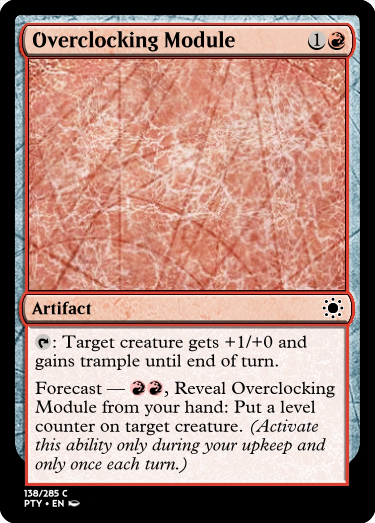 Overclocking Module 1
Artifact
: Target creature gets +1/+0 and
gains trample until end of turn.
Forecast — , Reveal Overclocking
Module from your hand: Put a level
counter on target creature. (Activate
this ability only during your upkeep and
only once each turn.)
138/285 C
PTY • EN